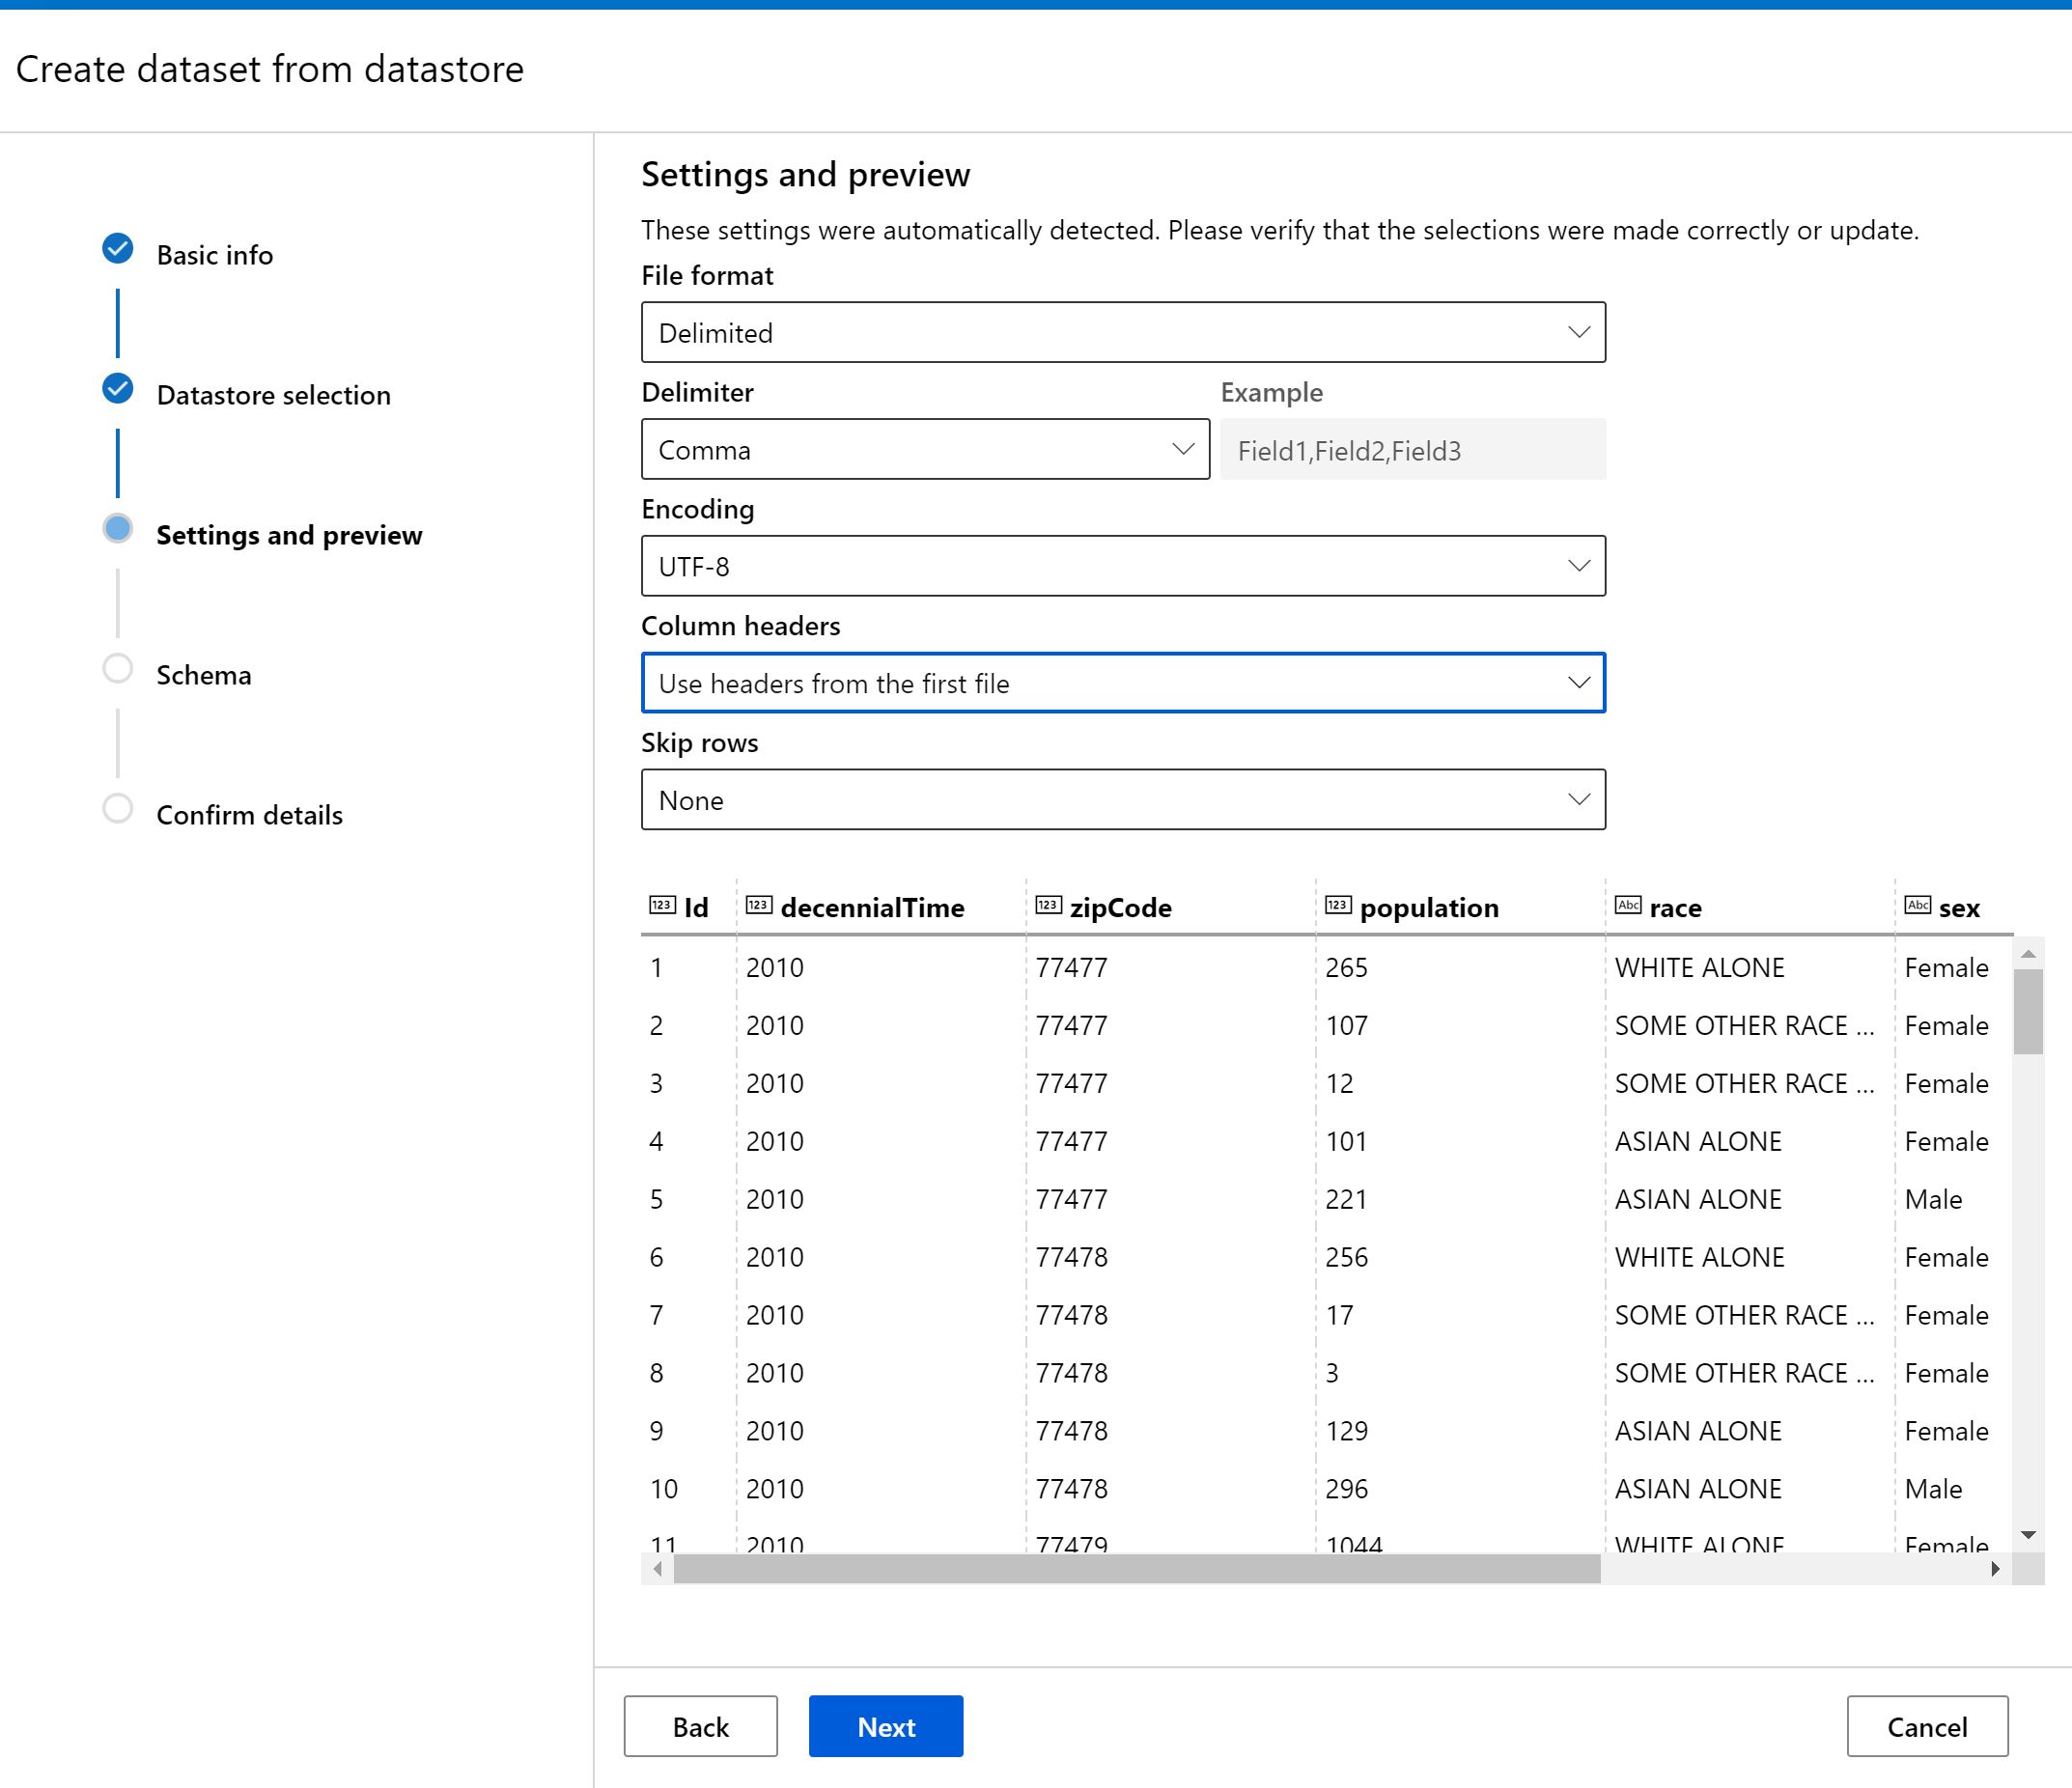 Create dataset from datastore
Basic info
Datastore selection
Settings and preview
Schema
Confirm details
Settings and preview
These settings were automatically detected. Please verify that the selections were made correctly or update.
File format
Delimited
Delimiter Example
Comma Field1,Field2,Field3
Encoding
UTF-8
Column headers
Use headers from the first file
Skip rows
None
123 Id 123 decennialTime 123 zipCode 123 population Abc race Abc sex
1 2010 77477 265 WHITE ALONE Female
2 2010 77477 107 SOME OTHER RACE ... Female
3 2010 77477 12 SOME OTHER RACE ... Female
4 2010 77477 101 ASIAN ALONE Female
5 2010 77477 221 ASIAN ALONE Male
6 2010 77478 256 WHITE ALONE Female
7 2010 77478 17 SOME OTHER RACE ... Female
8 2010 77478 3 SOME OTHER RACE ... Female
9 2010 77478 129 ASIAN ALONE Female
10 2010 77478 296 ASIAN ALONE Male
11 2010 77479 1044 WHITE ALONE Female
Back Next Cancel